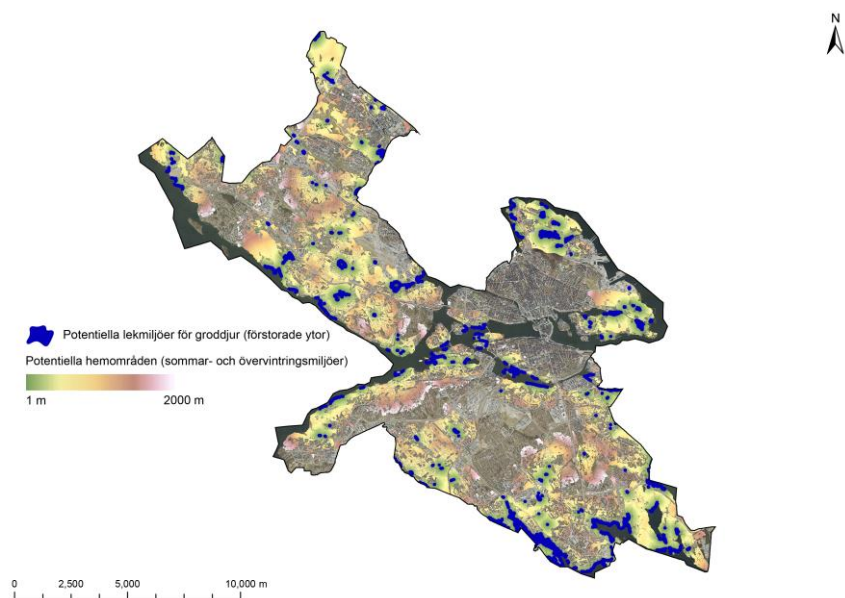 N
Potentiella lekmiljöer för groddjur (förstorade ytor)
Potentiella hemområden (sommar- och övervintringsmiljöer)
1 m 2000 m
0 2,500 5,000 10,000 m